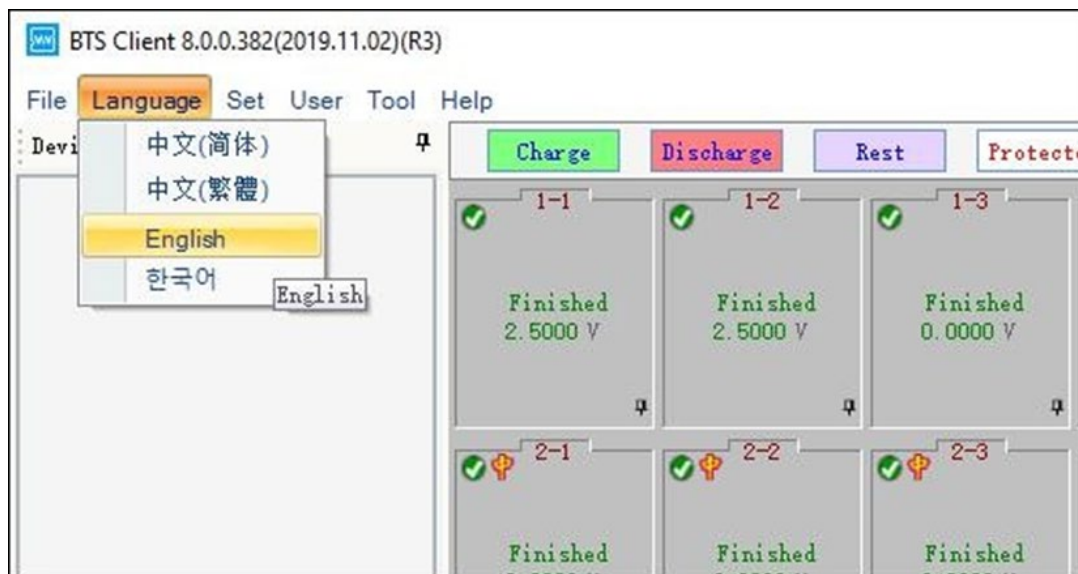 BTS Client 8.0.0.382(2019.11.02)(R3)
File Language Set User Tool Help
Devi
中文(简体)
中文(繁體)
English
한국어
English
Charge Discharge Rest Protect
1-1 1-2 1-3
Finished Finished Finished
2.5000 V 2.5000 V 0.0000 V
2-1 2-2 2-3
Finished Finished Finished